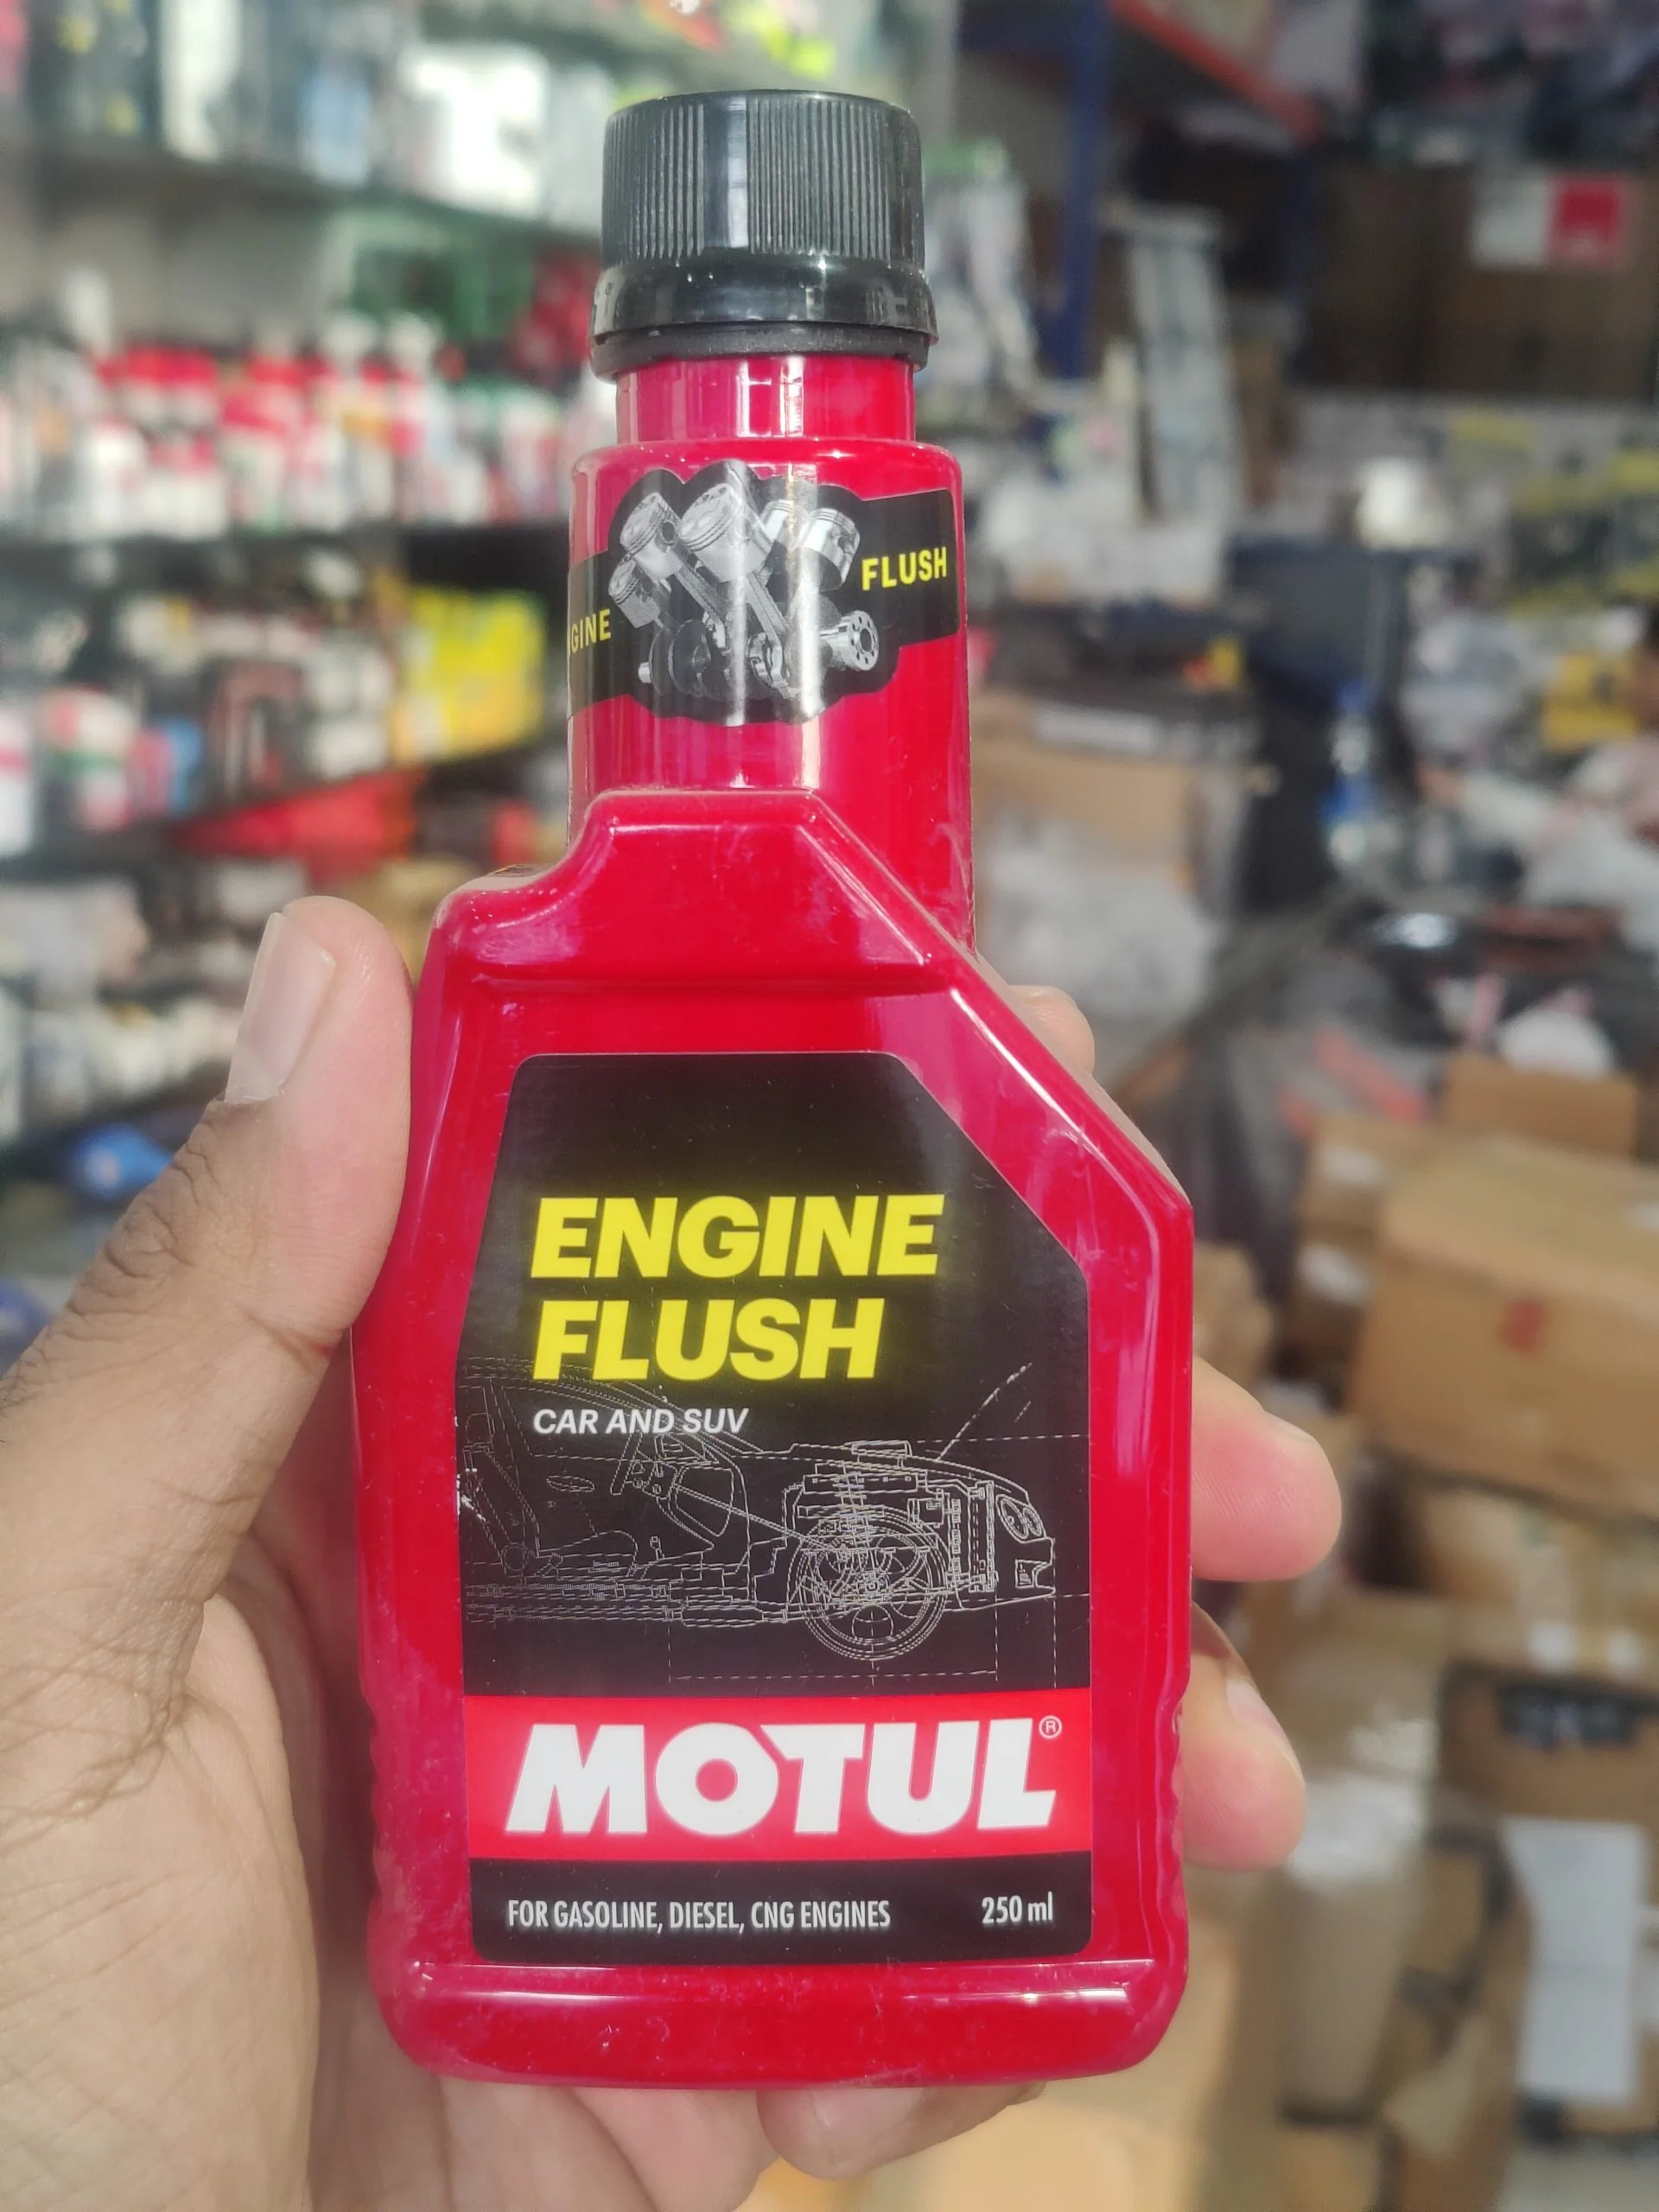 GINE
FLUSH
ENGINE
FLUSH
CAR AND SUV
MOTUL®
FOR GASOLINE, DIESEL, CNG ENGINES 250 ml